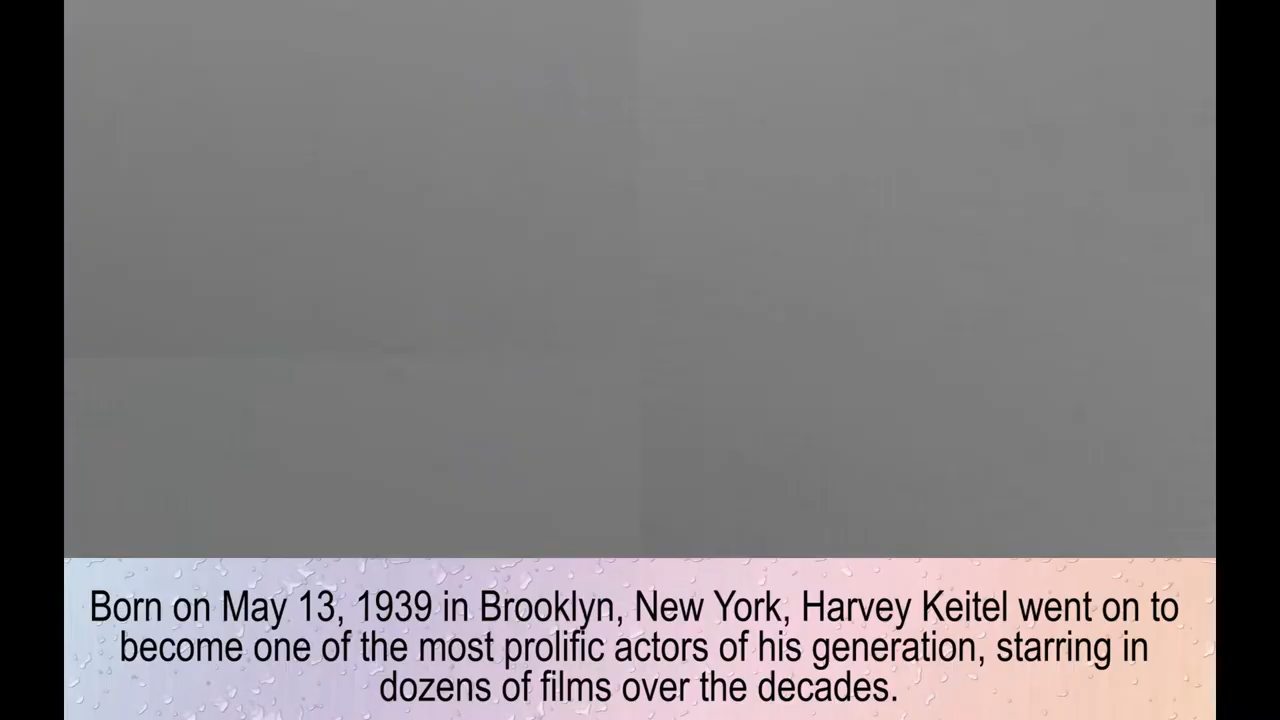 Born on May 13, 1939 in Brooklyn, New York, Harvey Keitel went on to
become one of the most prolific actors of his generation, starring in
dozens of films over the decades.